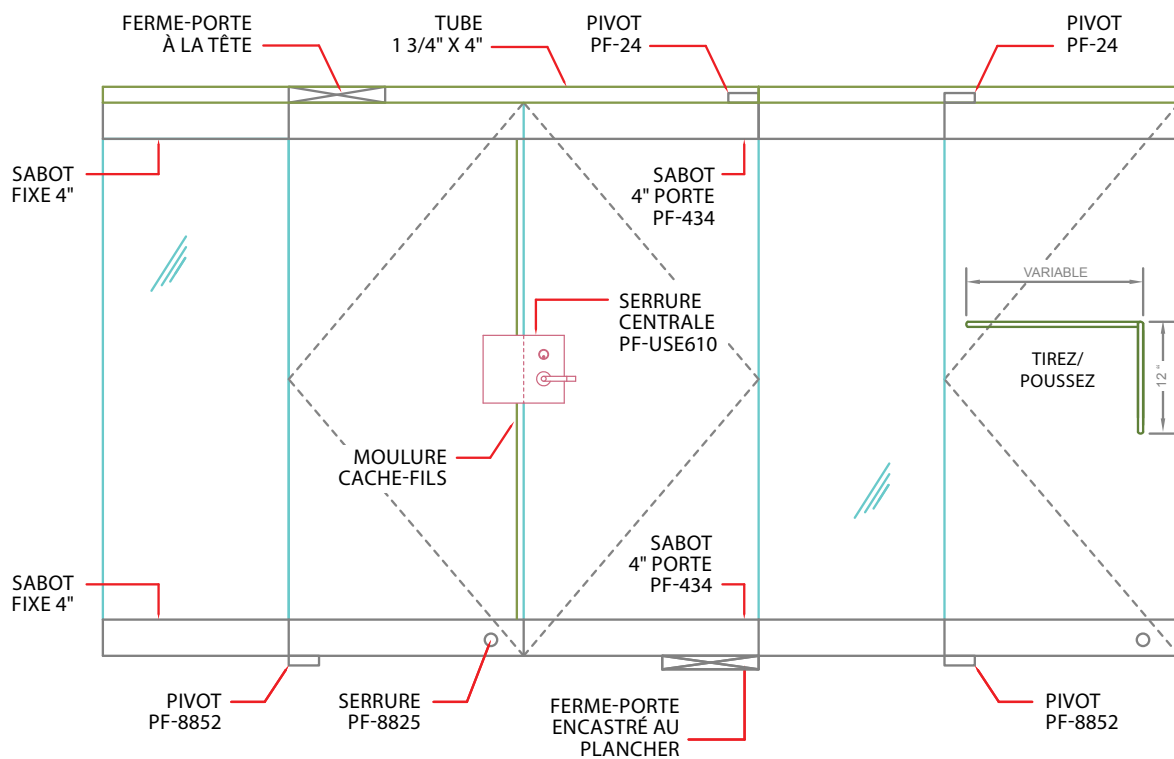 FERME-PORTE
À LA TÊTE
TUBE
1 3/4" X 4"
PIVOT
PF-24
PIVOT
PF-24
SABOT
FIXE 4"
SABOT
4" PORTE
PF-434
VARIABLE
SERRURE
CENTRALE
PF-USE610
TIREZ/
POUSSEZ
12 "
MOULURE
CACHE-FILS
SABOT
4" PORTE
PF-434
SABOT
FIXE 4"
PIVOT
PF-8852
SERRURE
PF-8825
FERME-PORTE
ENCASTRÉ AU
PLANCHER
PIVOT
PF-8852